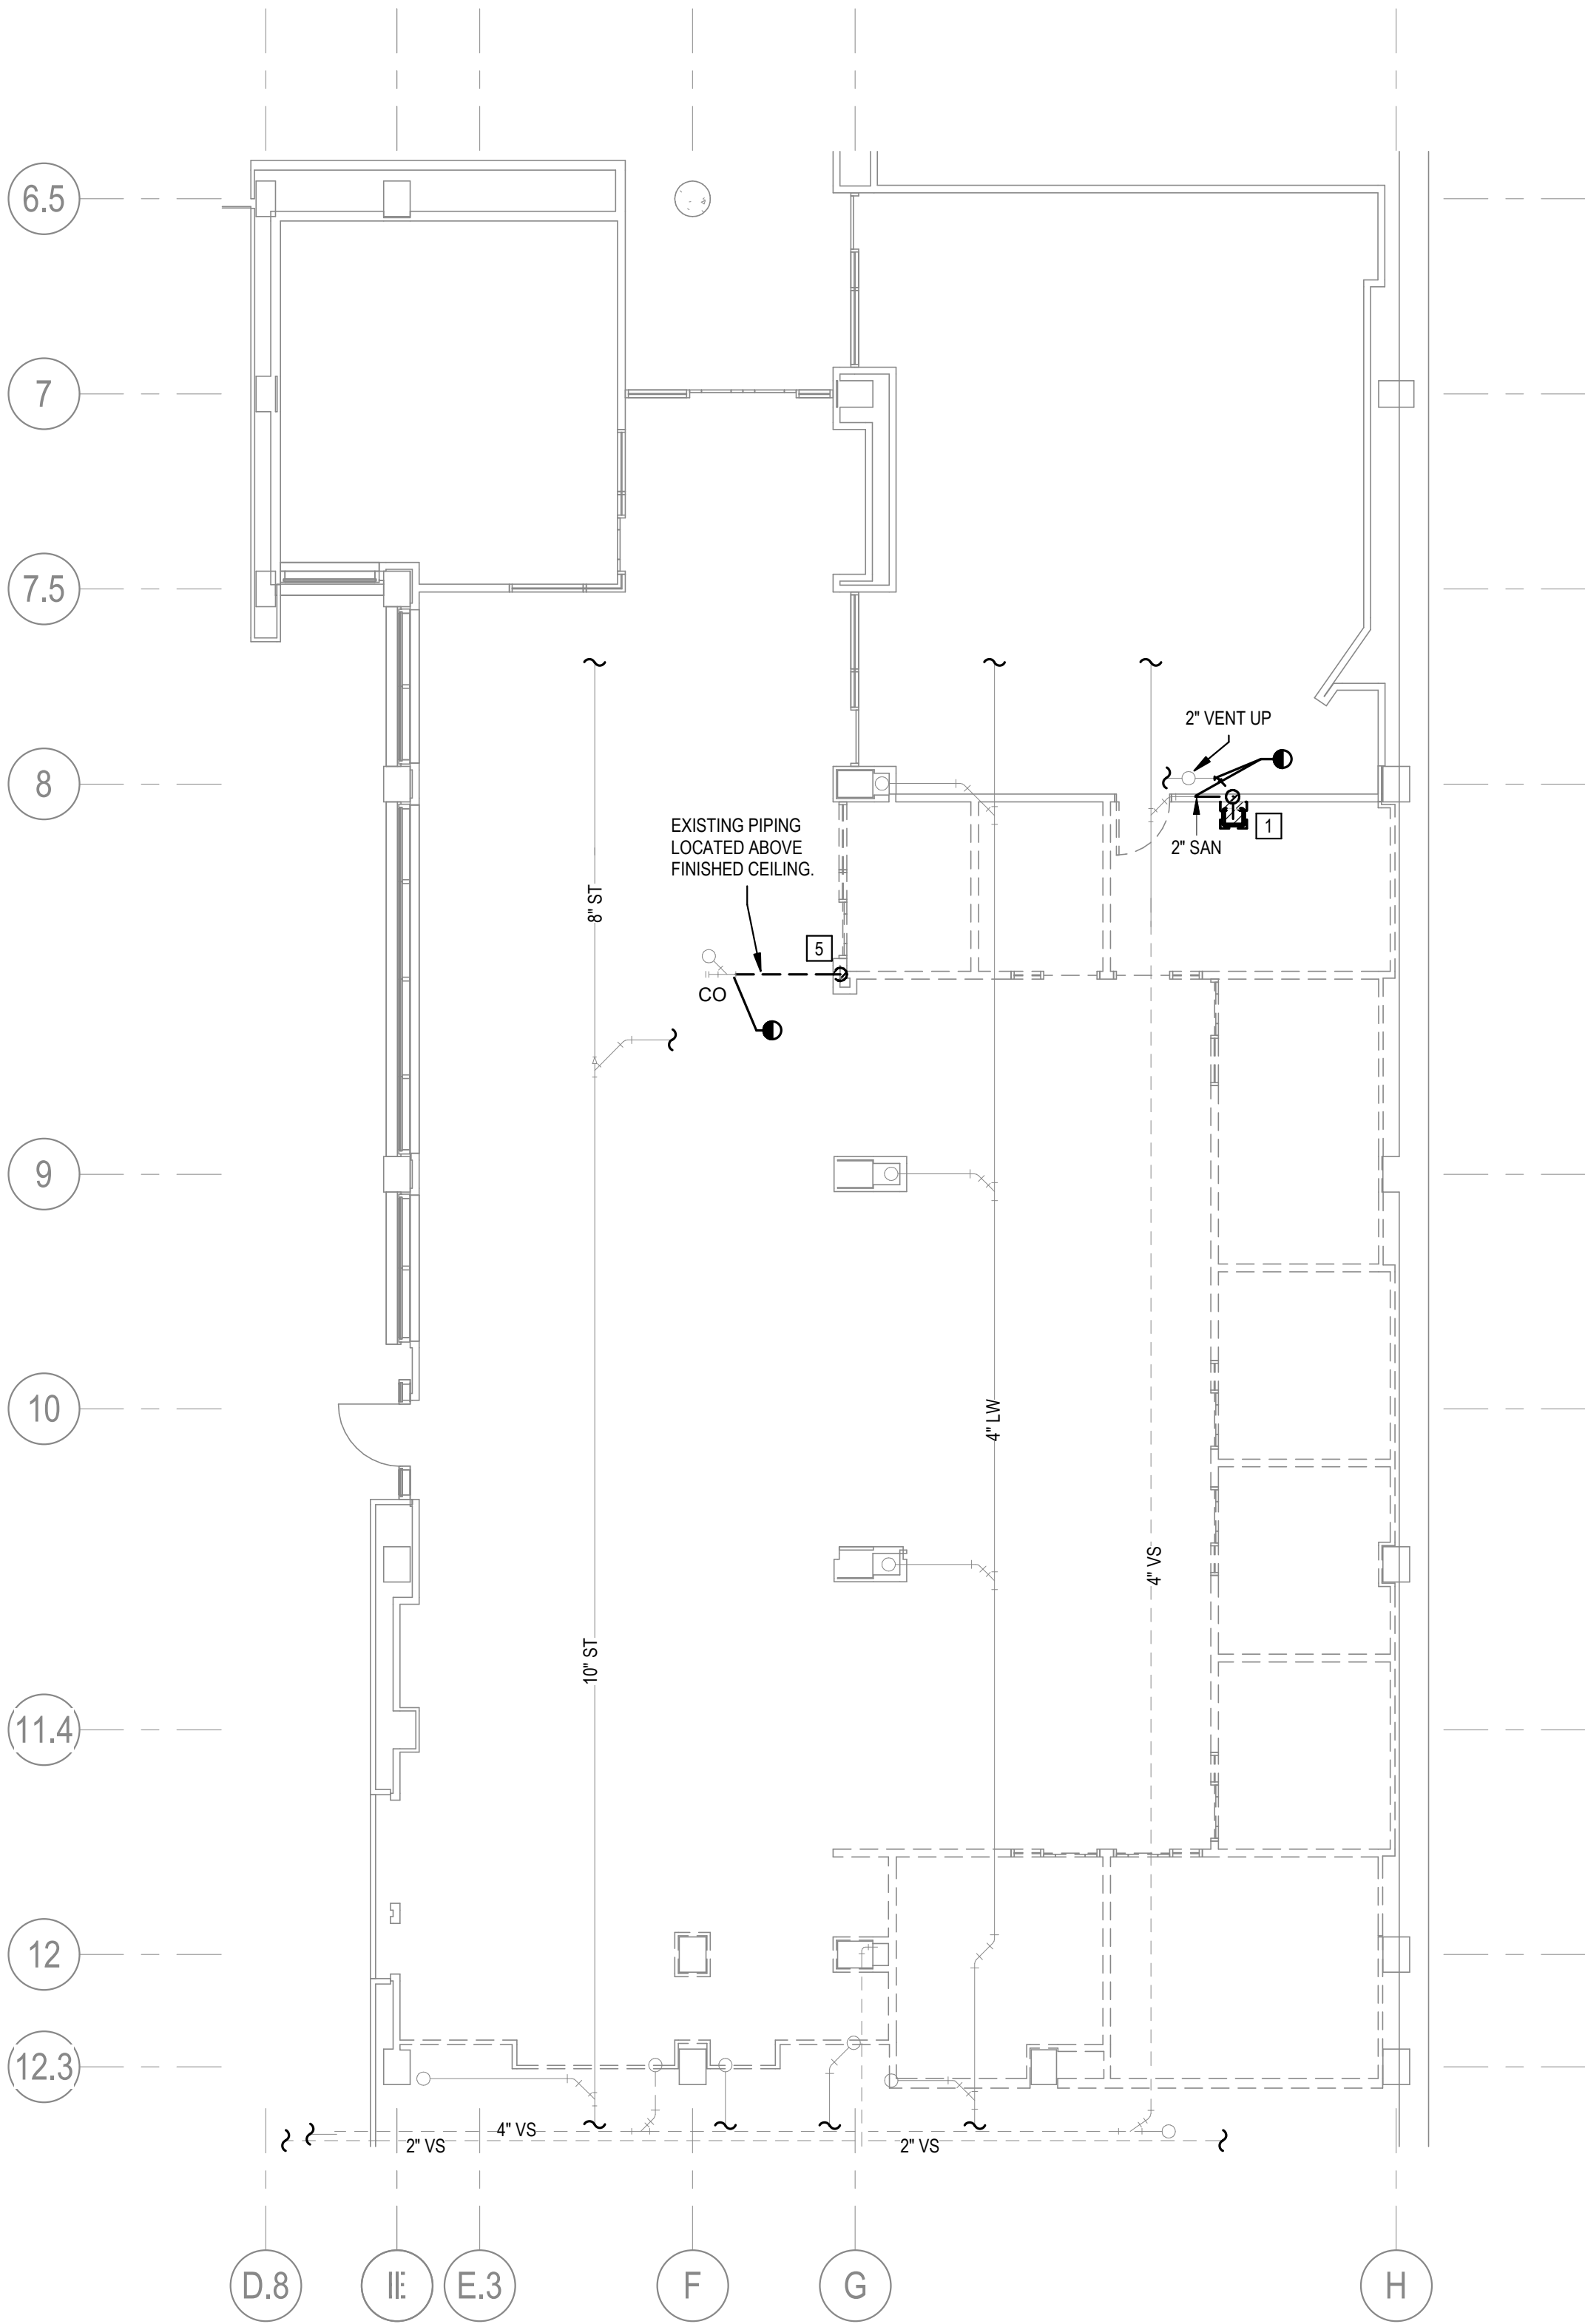 6.5
7
7.5
2" VENT UP
8
EXISTING PIPING
LOCATED ABOVE
FINISHED CEILING.
1
2" SAN
8" ST
5
CO
9
10
4" LW
4" VS
10" ST
11.4
12
12.3
4" VS
2" VS
2" VS
D.8
E
E.3
F
G
H